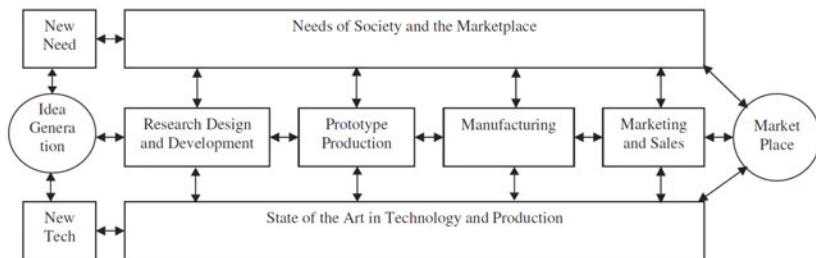 New
Need
Needs of Society and the Marketplace
Idea
Genera
tion
Research Design
and Development
Prototype
Production
Manufacturing
Marketing
and Sales
Market
Place
New
Tech
State of the Art in Technology and Production